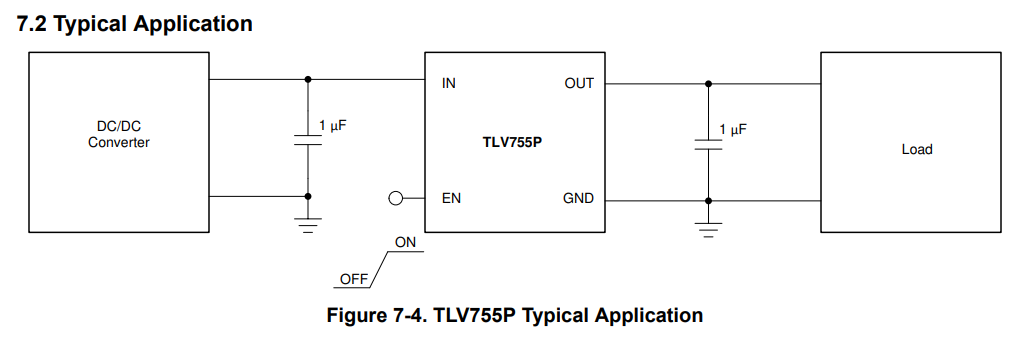 7.2 Typical Application
DC/DC
Converter
1 μF
IN
OUT
TLV755P
EN
GND
1 μF
Load
ON
OFF
Figure 7-4. TLV755P Typical Application